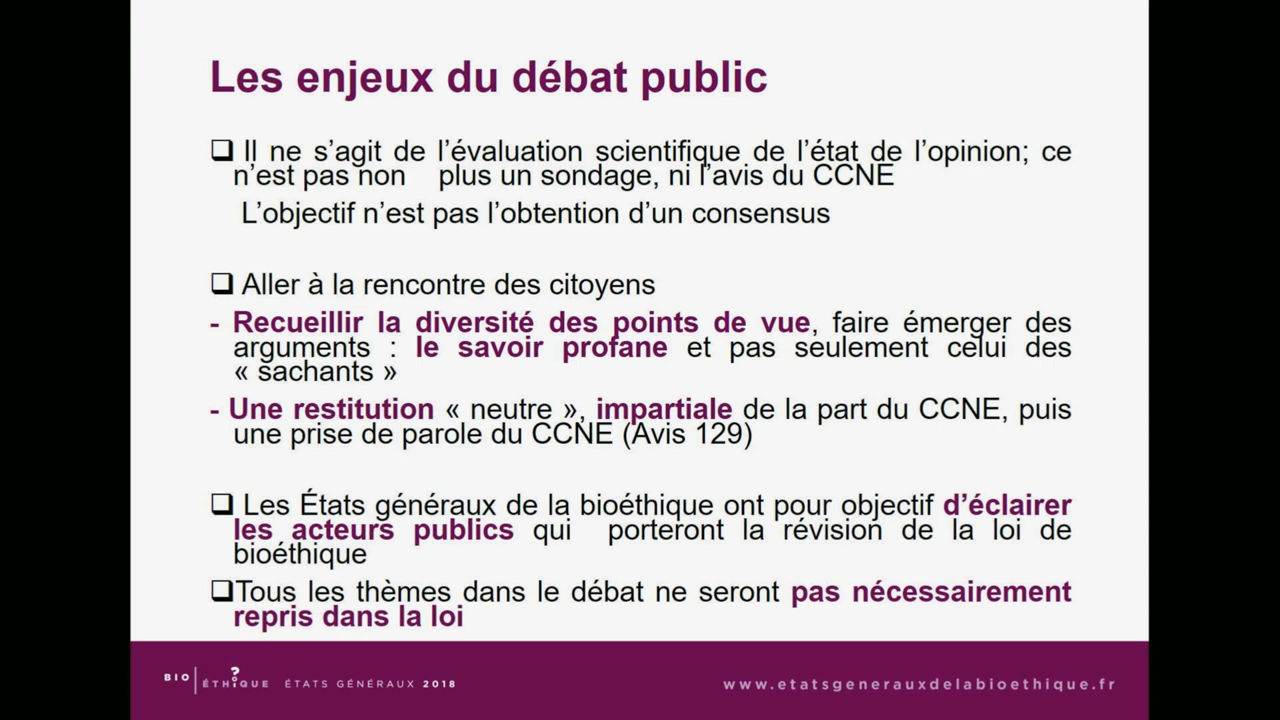 Les enjeux du débat public
❑ Il ne s’agit de l’évaluation scientifique de l’état de l’opinion; ce
n’est pas non plus un sondage, ni l’avis du CCNE
L’objectif n’est pas l’obtention d’un consensus
❑ Aller à la rencontre des citoyens
- Recueillir la diversité des points de vue, faire émerger des
arguments : le savoir profane et pas seulement celui des
« sachants »
- Une restitution « neutre », impartiale de la part du CCNE, puis
une prise de parole du CCNE (Avis 129)
❑ Les États généraux de la bioéthique ont pour objectif d’éclairer
les acteurs publics qui porteront la révision de la loi de
bioéthique
❑Tous les thèmes dans le débat ne seront pas nécessairement
repris dans la loi
BIO ÉTHIQUE ? ÉTATS GÉNÉRAUX 2018
www.etatsgenerauxdelabioethique.fr